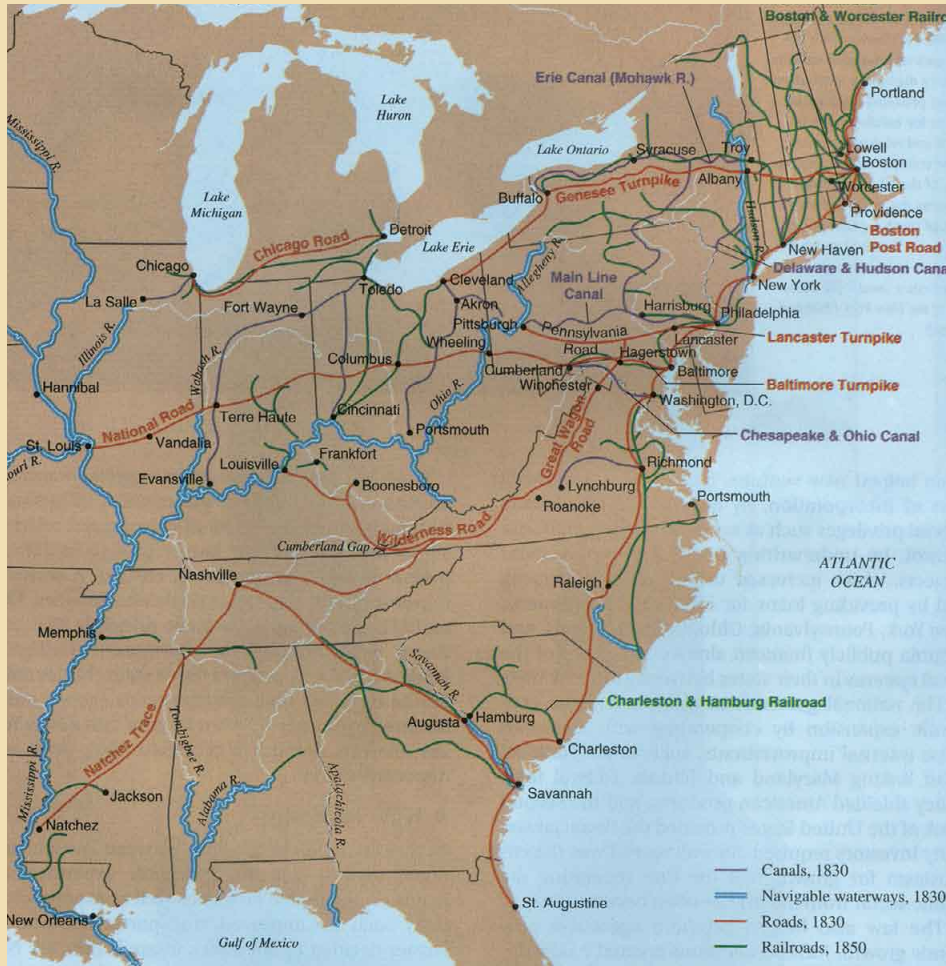 Boston & Worcester Railro
Erie Canal (Mohawk R.)
Portland
Lake
Huron
Lake Ontario
Syracuse
Troy
Lowell
Boston
Mississippi R.
Albany
Worcester
Buffalo
Genesee Turnpike
Providence
Lake
Michigan
Hudson R.
Boston
Post Road
Detroit
Chicago Road
Lake Erie
Allegheny R.
New Haven
Chicago
Cleveland
Delaware & Hudson Cana
Toledo
Main Line
Canal
New York
La Salle
Akron
Fort Wayne
Harrisburg
Philadelphia
Illinois R.
Pittsburgh
Pennsylvania
Road
Lancaster
Lancaster Turnpike
Wheeling
Wabash R.
Columbus
Hagerstown
Cumberland
Baltimore
Hannibal
Ohio R.
Winchester
Baltimore Turnpike
Washington, D.C.
Terre Haute
Cincinnati
National Road
Portsmouth
Chesapeake & Ohio Canal
St. Louis
Vandalia
Great Wagon
Road
Frankfort
ouri R.
Louisville
Richmond
Evansville
Boonesboro
Lynchburg
Portsmouth
Roanoke
Wilderness Road
Cumberland Gap
ATLANTIC
OCEAN
Nashville
Raleigh
Memphis
Savannah R.
Charleston & Hamburg Railroad
Augusta
Hamburg
Tombigbee R.
Charleston
Natchez Trace
Alabama R.
Apalachicola R.
Savannah
Mississippi R.
Jackson
Natchez
Canals, 1830
Navigable waterways, 1830
St. Augustine
New Orleans
Roads, 1830
Gulf of Mexico
Railroads, 1850